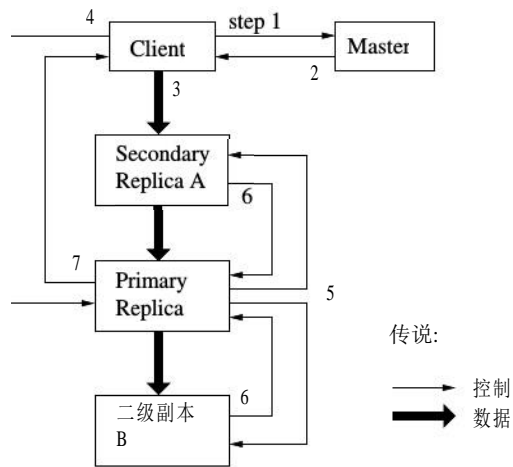 4
step 1
Client
Master
2
3
Secondary
Replica A
6
7
Primary
Replica
5
传说:
控制
二级副本
B
6
数据